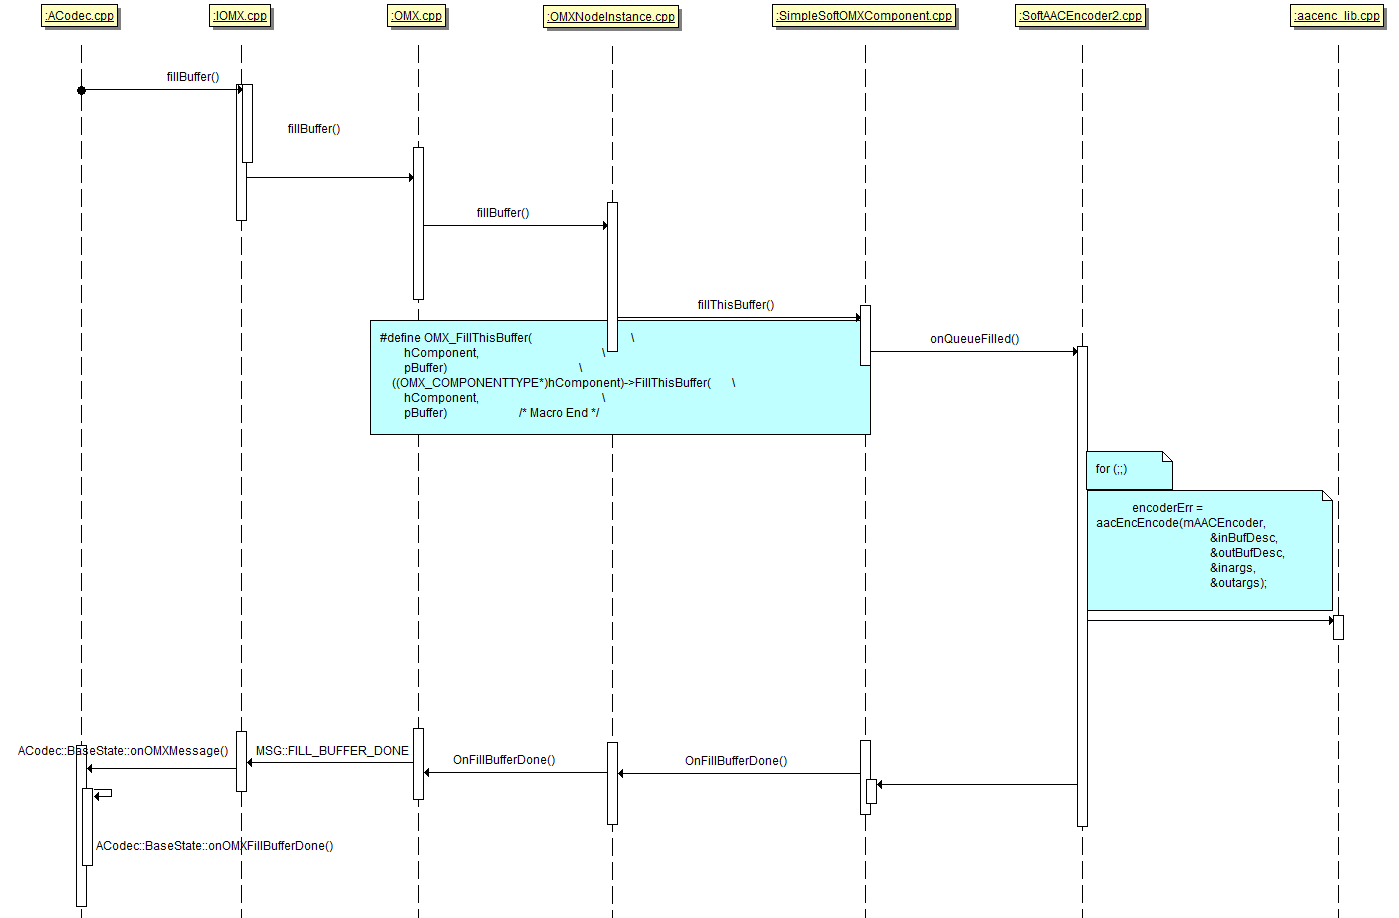 :ACodec.cpp
:IOMX.cpp
:OMX.cpp
:OMXNodeInstance.cpp
:SimpleSoftOMXComponent.cpp
:SoftAACEncoder2.cpp
:aacenc_lib.cpp
fillBuffer()
fillBuffer()
fillBuffer()
fillThisBuffer()
onQueueFilled()
#define OMX_FillThisBuffer( \
hComponent, \
pBuffer) \
((OMX_COMPONENTTYPE*)hComponent)->FillThisBuffer( \
hComponent, \
pBuffer) /* Macro End */
for (;;)
encoderErr =
aacEncEncode(mAACEncoder,
&inBufDesc,
&outBufDesc,
&inargs,
&outargs);
ACodec::BaseState::onOMXMessage()
MSG::FILL_BUFFER_DONE
OnFillBufferDone()
OnFillBufferDone()
ACodec::BaseState::onOMXFillBufferDone()